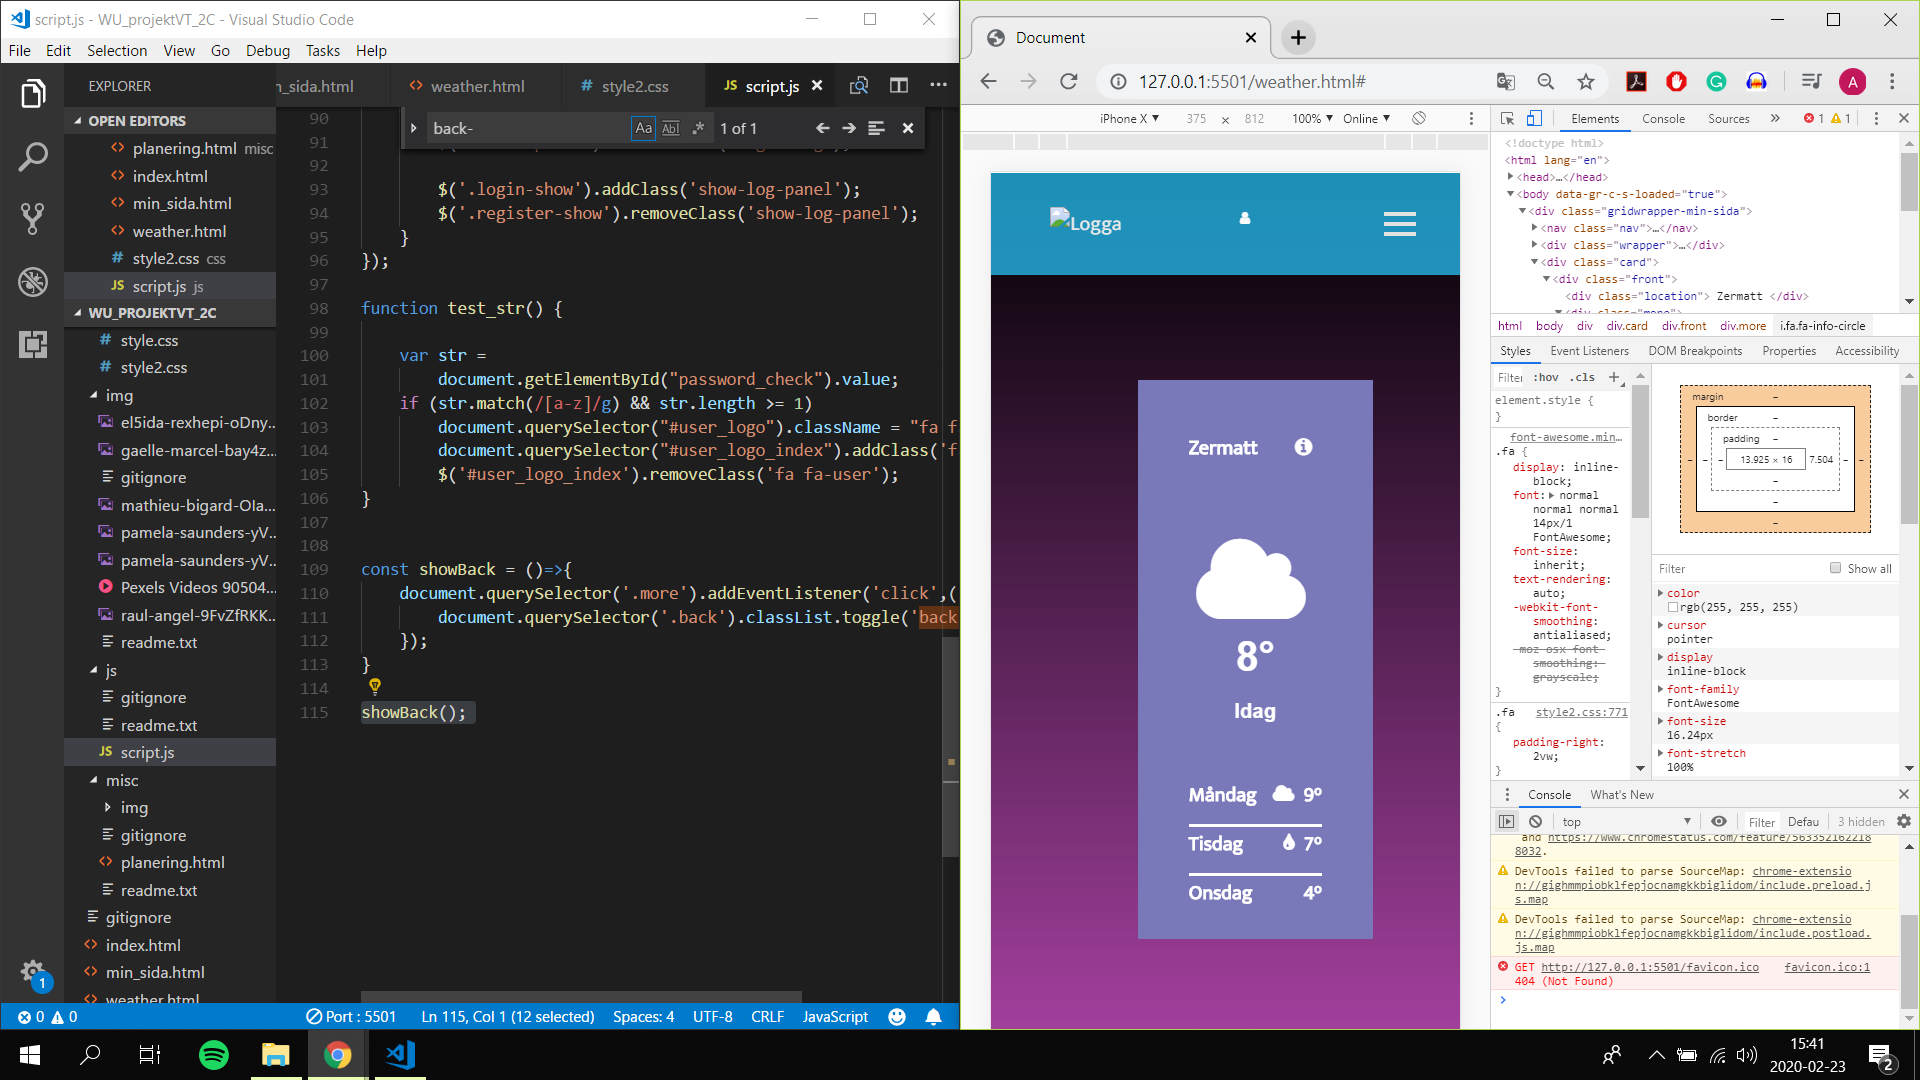 script.js - WU_projektVT_2C - Visual Studio Code
File Edit Selection View Go Debug Tasks Help
EXPLORER
OPEN EDITORS
planering.html misc
index.html
min_sida.html
weather.html
style2.css css
script.js js
WU_PROJEKTVT_2C
style.css
style2.css
img
el5ida-rexhepi-oDny...
gaelle-marcel-bay4z...
gitignore
mathieu-bigard-OIa...
pamela-saunders-yV...
pamela-saunders-yV...
Pexels Videos 90504...
raul-angel-9FvZfRKK...
readme.txt
js
gitignore
readme.txt
script.js
misc
img
gitignore
planering.html
readme.txt
gitignore
index.html
min_sida.html
weather.html
1
n_sida.html weather.html style2.css script.js
back- Aa Abl .* 1 of 1
90
91
92
93 $('.login-show').addClass('show-log-panel');
94 $('.register-show').removeClass('show-log-panel');
95 }
96 });
97
98 function test_str() {
99
100 var str =
101 document.getElementById("password_check").value;
102 if (str.match(/[a-z]/g) && str.length >= 1)
103 document.querySelector("#user_logo").className = "fa f
104 document.querySelector("#user_logo_index").addClass('f
105 $('#user_logo_index').removeClass('fa fa-user');
106 }
107
108
109 const showBack = ()=>{
110 document.querySelector('.more').addEventListener('click',(
111 document.querySelector('.back').classList.toggle('back
112 });
113 }
114
115 showBack();
0 0 Port : 5501 Ln 115, Col 1 (12 selected) Spaces: 4 UTF-8 CRLF JavaScript
Document
127.0.0.1:5501/weather.html#
A
iPhone X ▼ 375 x 812 100% ▼ Online ▼
Logga
Zermatt
8°
Idag
Måndag 9°
Tisdag 7°
Onsdag 4°
Elements Console Sources » 1 1
<!doctype html>
<html lang="en">
<head>…</head>
<body data-gr-c-s-loaded="true">
<div class="gridwrapper-min-sida">
<nav class="nav">…</nav>
<div class="wrapper">…</div>
<div class="card">
<div class="front">
<div class="location"> Zermatt </div>
<div class="more">
html body div div.card div.front div.more i.fa.fa-info-circle
Styles Event Listeners DOM Breakpoints Properties Accessibility
Filter :hov .cls +
element.style {
}
font-awesome.min...
.fa {
display: inline-
block;
font: normal
normal normal
14px/1
FontAwesome;
font-size:
inherit;
text-rendering:
auto;
-webkit-font-
smoothing:
antialiased;
-moz-osx-font-
smoothing:
grayscale;
}
.fa style2.css:771
{
padding-right:
2vw;
}
margin –
border –
padding –
13.925 × 16 7.504
Filter Show all
color
rgb(255, 255, 255)
cursor
pointer
display
inline-block
font-family
FontAwesome
font-size
16.24px
font-stretch
100%
Console What's New
top Filter Defau 3 hidden
and https://www.chromestatus.com/feature/563352162218
8032.
DevTools failed to parse SourceMap: chrome-extensio
n://gighmmpiobklfepjocnamgkkbiglidom/include.preload.j
s.map
DevTools failed to parse SourceMap: chrome-extensio
n://gighmmpiobklfepjocnamgkkbiglidom/include.postload.
js.map
GET http://127.0.0.1:5501/favicon.ico favicon.ico:1
404 (Not Found)
15:41
2020-02-23
2